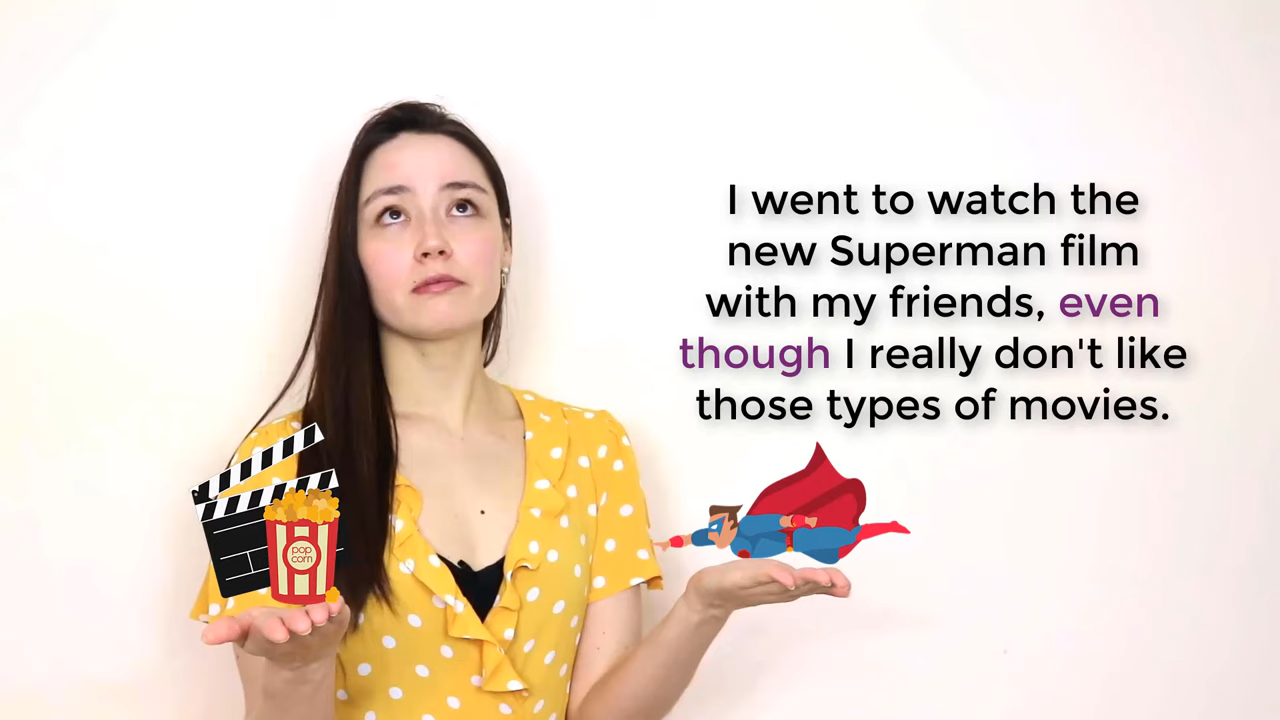 I went to watch the
new Superman film
with my friends, even
though I really don't like
those types of movies.
pop
corn